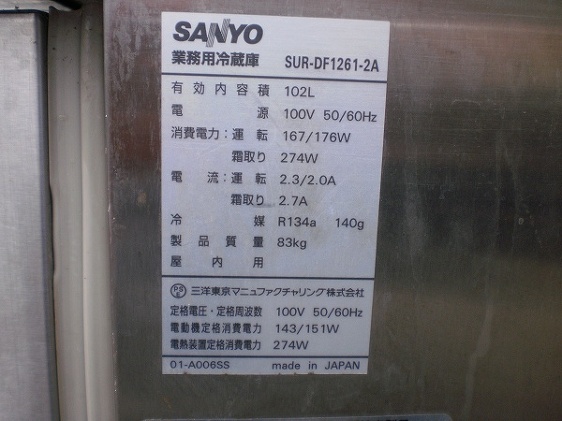 SANYO
業務用冷蔵庫 SUR-DF1261-2A
有効内容積 102L
電源 100V 50/60Hz
消費電力:運転 167/176W
霜取り 274W
電流:運転 2.3/2.0A
霜取り 2.7A
冷媒 R134a 140g
製品質量 83kg
屋内用
PS E 三洋東京マニュファクチャリング株式会社
定格電圧・定格周波数 100V 50/60Hz
電動機定格消費電力 143/151W
電熱装置定格消費電力 274W
01-A006SS made in JAPAN